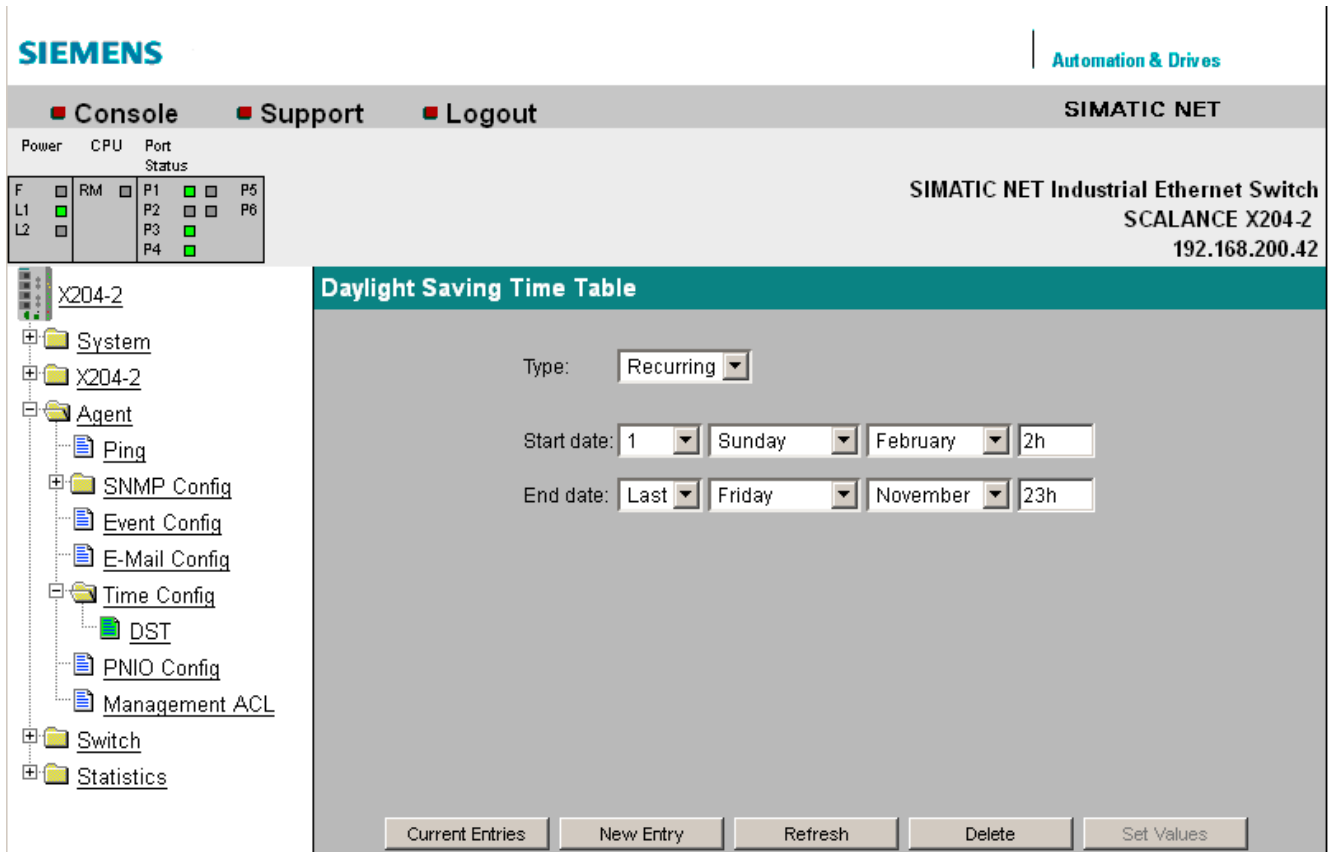 SIEMENS
Automation & Drives
Console Support Logout SIMATIC NET
Power CPU Port Status
F RM P1 P5
L1 P2 P6
L2 P3
P4
SIMATIC NET Industrial Ethernet Switch
SCALANCE X204-2
192.168.200.42
X204-2
System
X204-2
Agent
Ping
SNMP Config
Event Config
E-Mail Config
Time Config
DST
PNIO Config
Management ACL
Switch
Statistics
Daylight Saving Time Table
Type: Recurring
Start date: 1 Sunday February 2h
End date: Last Friday November 23h
Current Entries New Entry Refresh Delete Set Values